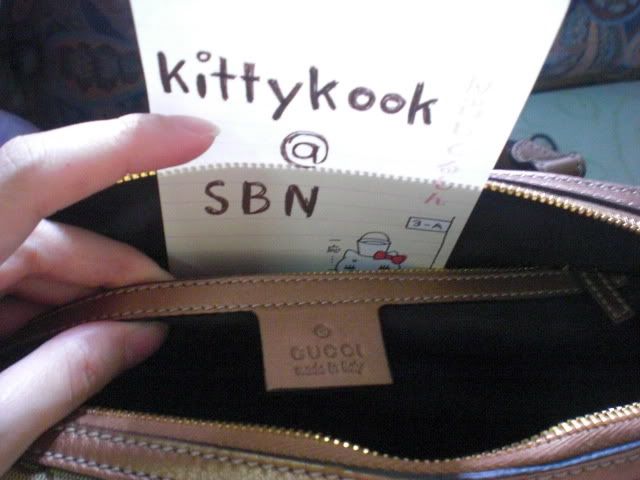 kittykook
@
SBN
3-A
GUCCI
made in italy